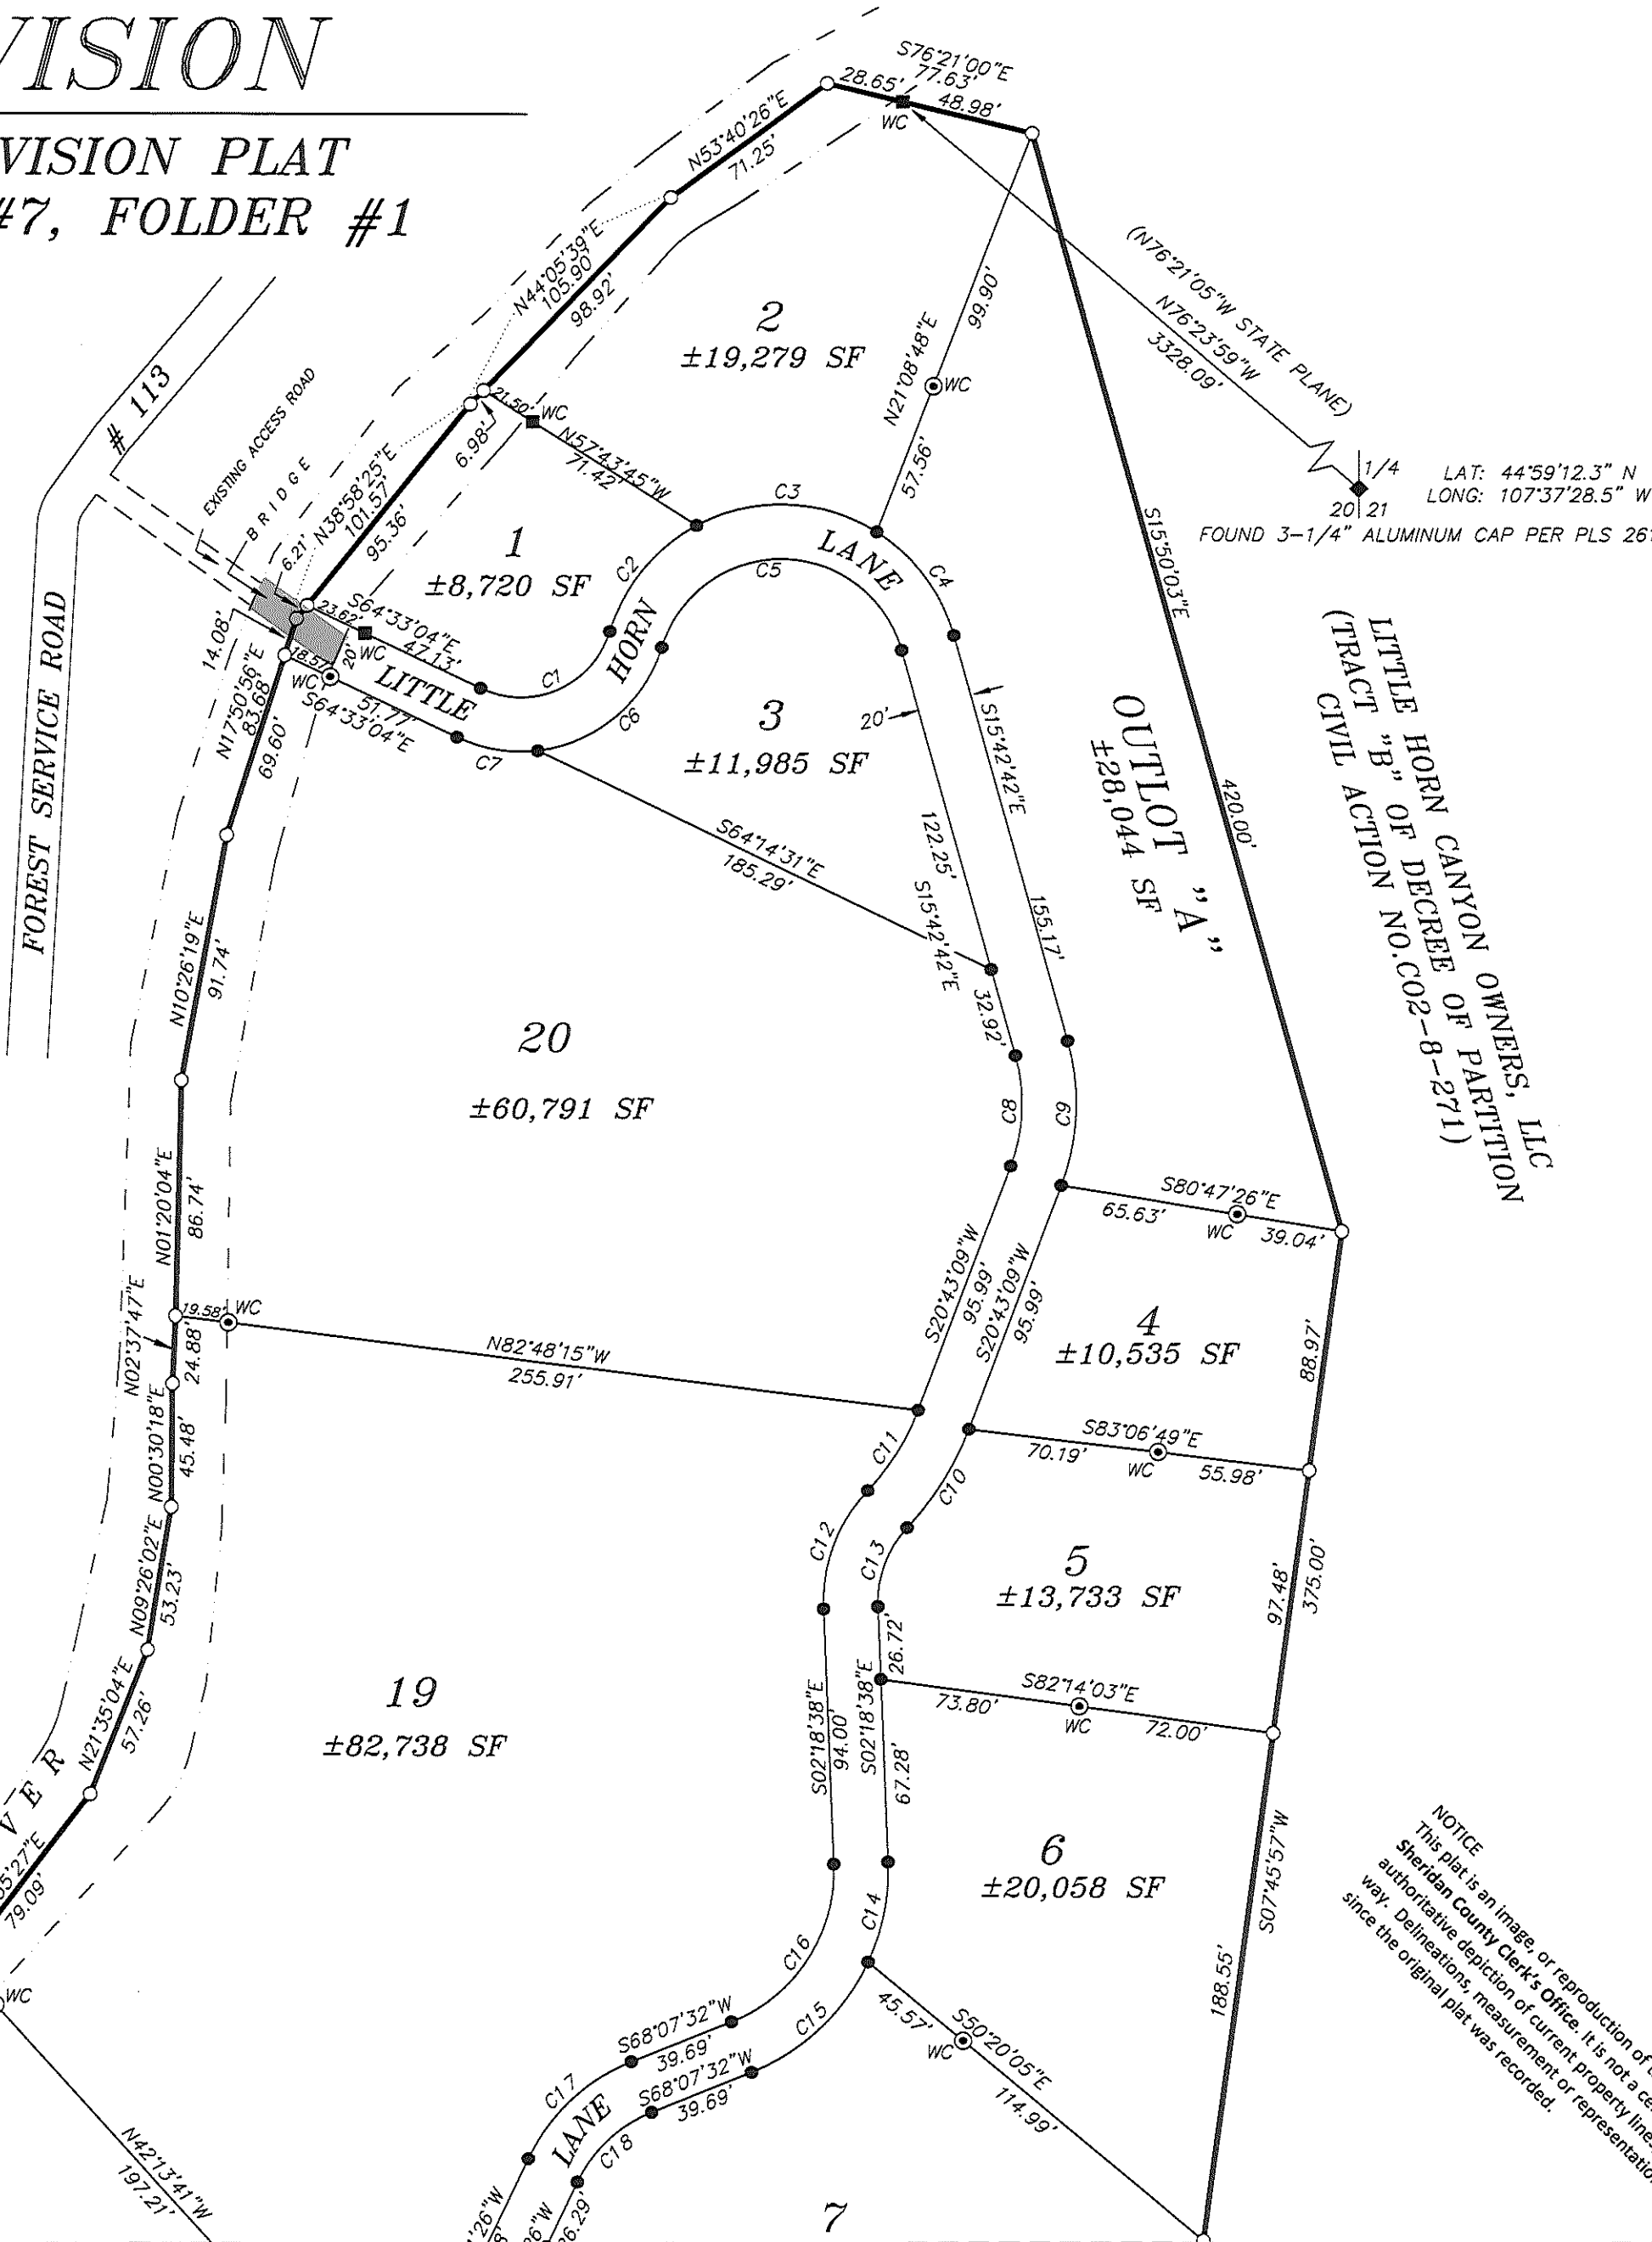 VISION
VISION PLAT
#7, FOLDER #1
S76°21'00"E
77.63'
28.65'
48.98'
WC
N53°40'26"E
71.25'
N44°05'39"E
105.90'
98.92'
(N76°21'05"W STATE PLANE)
N76°23'59"W
3328.09'
1/4
20 21
LAT: 44°59'12.3" N
LONG: 107°37'28.5" W
FOUND 3-1/4" ALUMINUM CAP PER PLS
2
±19,279 SF
99.90'
N21°08'48"E
WC
57.56'
# 113
FOREST SERVICE ROAD
EXISTING ACCESS ROAD
BRIDGE
6.21'
N38°58'25"E
101.57'
95.36'
6.98'
21.50'
WC
N57°43'45"W
71.42'
1
±8,720 SF
C3
C2
C5
C4
LANE
HORN
LITTLE
23.62'
S64°33'04"E
47.13'
WC
C1
14.08'
18.57'
20'
WC
51.77'
S64°33'04"E
C7
C6
N17°50'56"E
83.68'
69.60'
3
±11,985 SF
20'
S15°42'42"E
155.17'
S15°50'03"E
420.00'
OUTLOT "A"
±28,044 SF
LITTLE HORN CANYON OWNERS, LLC
(TRACT "B" OF DECREE OF PARTITION
CIVIL ACTION NO.CO2-8-271)
S64°14'31"E
185.29'
122.25'
S15°42'42"E
32.92'
N10°26'19"E
91.74'
20
±60,791 SF
C8
C9
N01°20'04"E
86.74'
S80°47'26"E
65.63'
WC
39.04'
S20°43'09"W
95.99'
S20°43'09"W
95.99'
N02°37'47"E
24.88'
19.58'
WC
N82°48'15"W
255.91'
4
±10,535 SF
88.97'
N00°30'18"E
45.48'
S83°06'49"E
70.19'
WC
55.98'
C11
C10
C12
C13
N09°26'02"E
53.23'
5
±13,733 SF
97.48'
375.00'
26.72'
N21°35'04"E
57.26'
19
±82,738 SF
S02°18'38"E
94.00'
S02°18'38"E
67.28'
S82°14'03"E
73.80'
WC
72.00'
VER
55'27"E
79.09'
6
±20,058 SF
S07°45'57"W
188.55'
C14
C16
C15
WC
S68°07'32"W
39.69'
S68°07'32"W
39.69'
45.57'
WC
S50°20'05"E
114.99'
C17
LANE
C18
N42°13'41"W
197.21'
'26"W
26"W
26.29'
7
NOTICE
This plat is an image, or reproduction of
Sheridan County Clerk's Office. It is not a
authoritative depiction of current property lines
way. Delineations, measurement or representation
since the original plat was recorded.